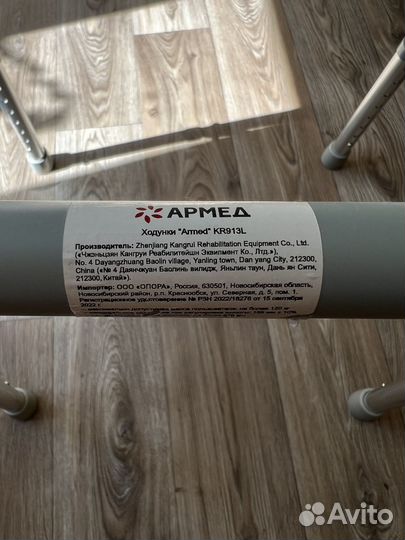 АРМЕД
Ходунки "Armed" KR913L
Производитель: Zhenjiang Kangrui Rehabilitation Equipment Co., Ltd.
(«Чжэньцзян Кангруи Реабилитейшн Эквипмент Ко., Лтд.»),
No. 4 Dayangzhuang Baolin village, Yanling town, Dan yang City, 212300,
China («№ 4 Даянчжуан Баолинь вилидж, Яньлин таун, Дань ян Сити,
212300, Китай»).
Импортер: ООО «ОПОРА», Россия, 630501, Новосибирская область,
Новосибирский район, р.п. Краснообск, ул. Северная, д. 5, пом. 1.
Регистрационное удостоверение № РЗН 2022/18278 от 15 сентября
2022 г.
Avito